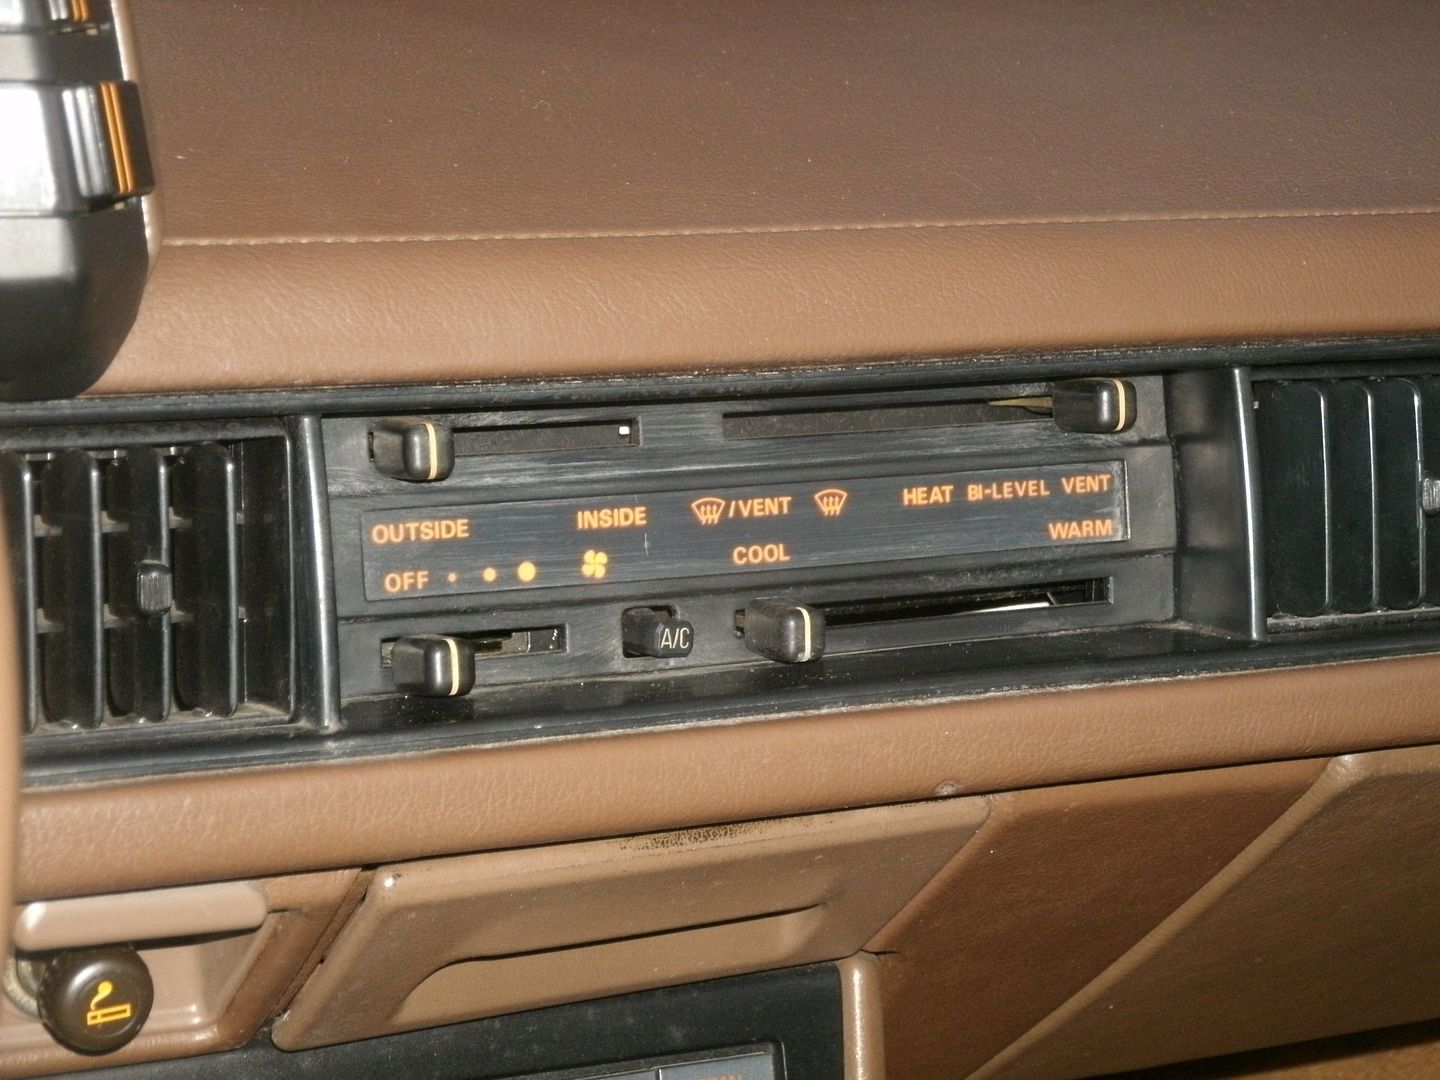 OUTSIDE INSIDE /VENT HEAT BI-LEVEL VENT
OFF COOL WARM
A/C